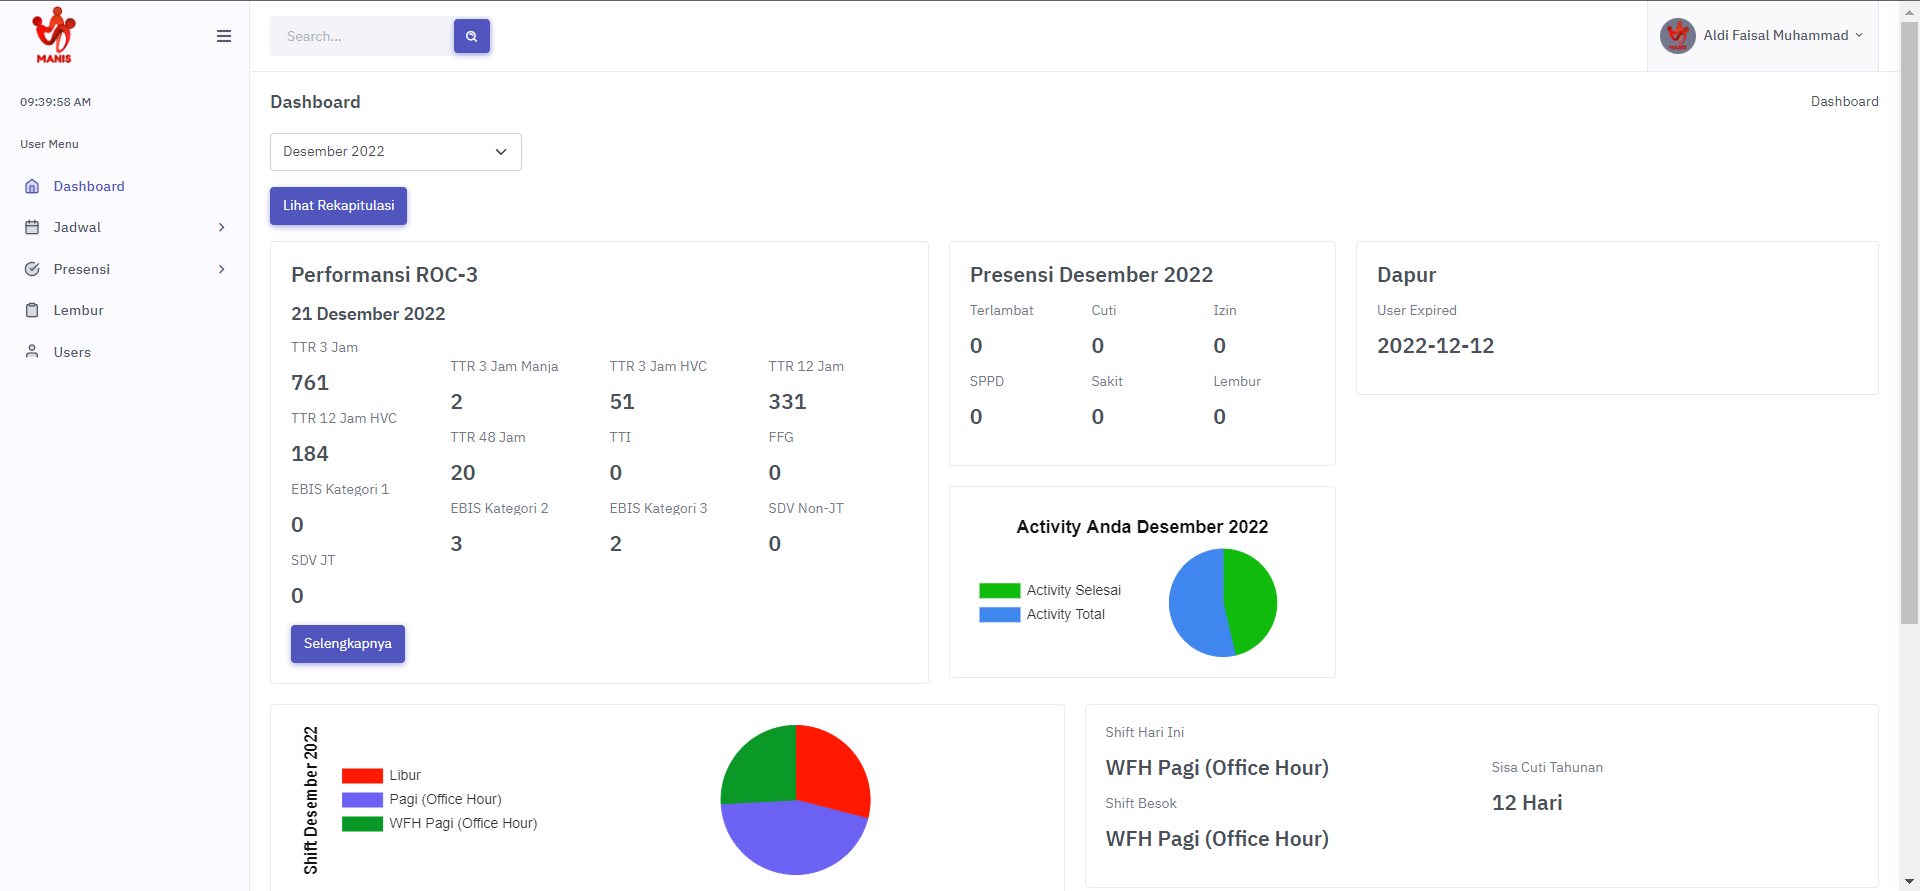 MANIS
Search...
Aldi Faisal Muhammad
09:39:58 AM
User Menu
Dashboard
Jadwal
Presensi
Lembur
Users
Dashboard
Dashboard
Desember 2022
Lihat Rekapitulasi
Performansi ROC-3
21 Desember 2022
TTR 3 Jam
761
TTR 12 Jam HVC
184
EBIS Kategori 1
0
SDV JT
0
TTR 3 Jam Manja
2
TTR 48 Jam
20
EBIS Kategori 2
3
TTR 3 Jam HVC
51
TTI
0
EBIS Kategori 3
2
TTR 12 Jam
331
FFG
0
SDV Non-JT
0
Selengkapnya
Presensi Desember 2022
Terlambat Cuti Izin
0 0 0
SPPD Sakit Lembur
0 0 0
Dapur
User Expired
2022-12-12
Activity Anda Desember 2022
Activity Selesai
Activity Total
Shift Desember 2022
Libur
Pagi (Office Hour)
WFH Pagi (Office Hour)
Shift Hari Ini
WFH Pagi (Office Hour)
Shift Besok
WFH Pagi (Office Hour)
Sisa Cuti Tahunan
12 Hari